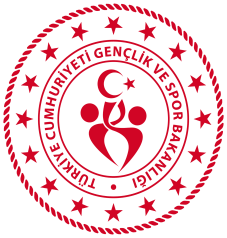 TÜRKİYE CUMHURİYETİ GENÇLİK VE SPOR BAKANLIĞI